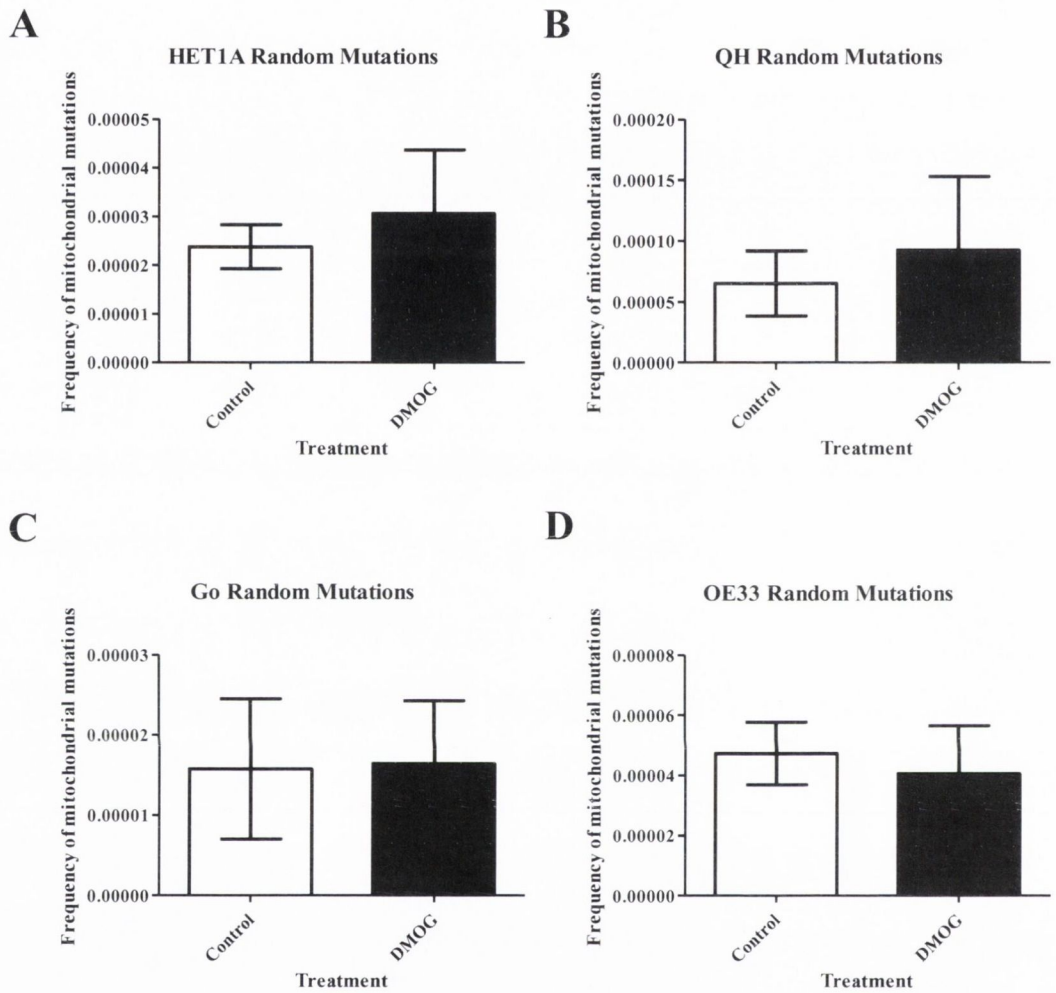 A
HET1A Random Mutations
Frequency of mitochondrial mutations
0.00005
0.00004
0.00003
0.00002
0.00001
0.00000
Control
DMOG
Treatment
B
QH Random Mutations
Frequency of mitochondrial mutations
0.00020
0.00015
0.00010
0.00005
0.00000
Control
DMOG
Treatment
C
Go Random Mutations
Frequency of mitochondrial mutations
0.00003
0.00002
0.00001
0.00000
Control
DMOG
Treatment
D
OE33 Random Mutations
Frequency of mitochondrial mutations
0.00008
0.00006
0.00004
0.00002
0.00000
Control
DMOG
Treatment